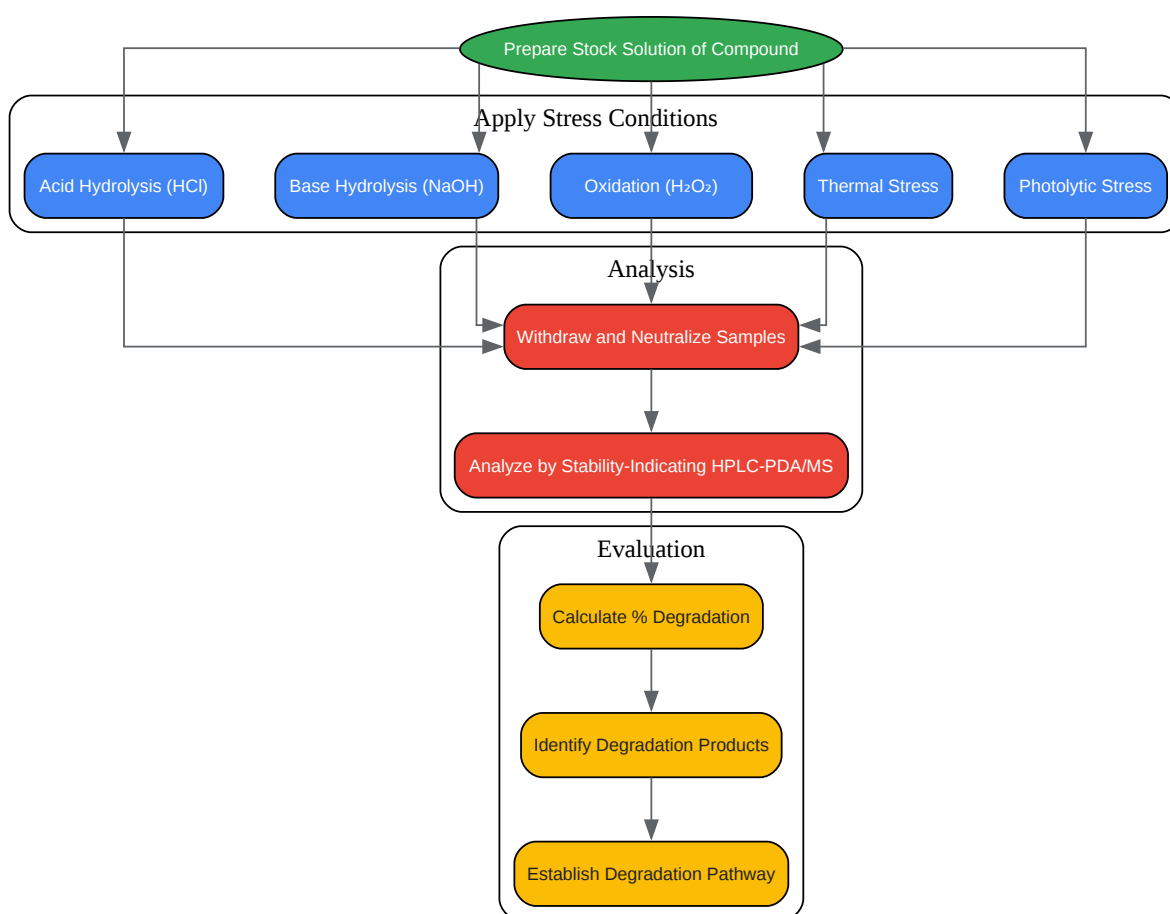 Prepare Stock Solution of Compound
Apply Stress Conditions
Acid Hydrolysis (HCl)
Base Hydrolysis (NaOH)
Oxidation (H₂O₂)
Thermal Stress
Photolytic Stress
Analysis
Withdraw and Neutralize Samples
Analyze by Stability-Indicating HPLC-PDA/MS
Evaluation
Calculate % Degradation
Identify Degradation Products
Establish Degradation Pathway